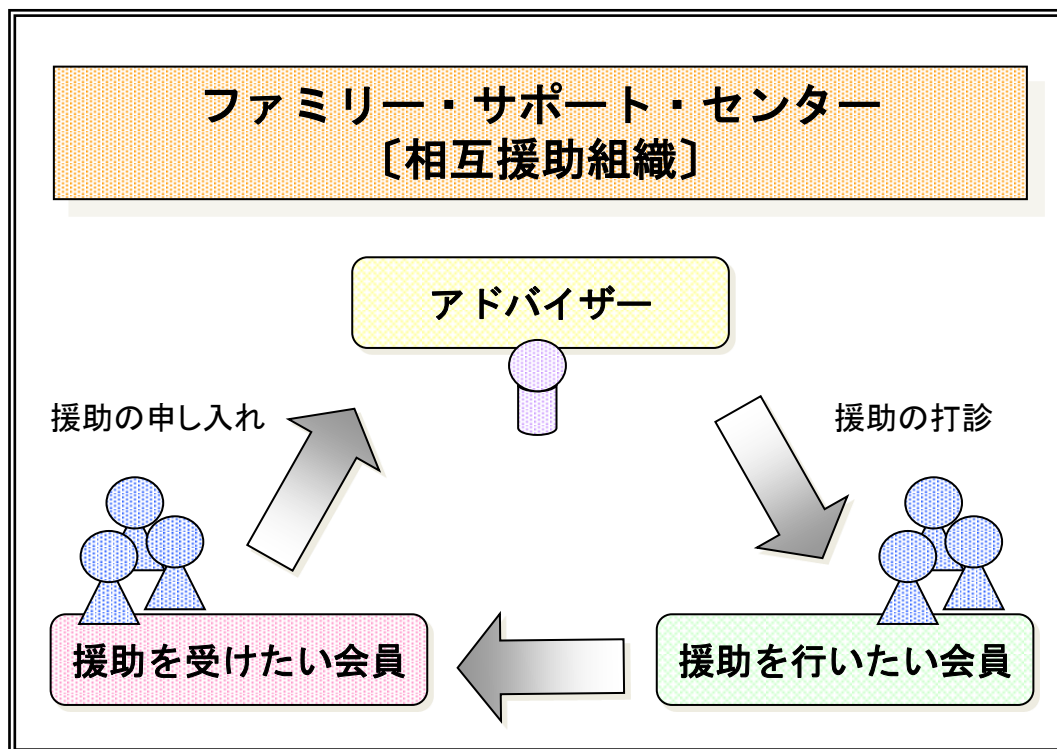 ファミリー・サポート・センター
〔相互援助組織〕
アドバイザー
援助の申し入れ
援助の打診
援助を受けたい会員
援助を行いたい会員